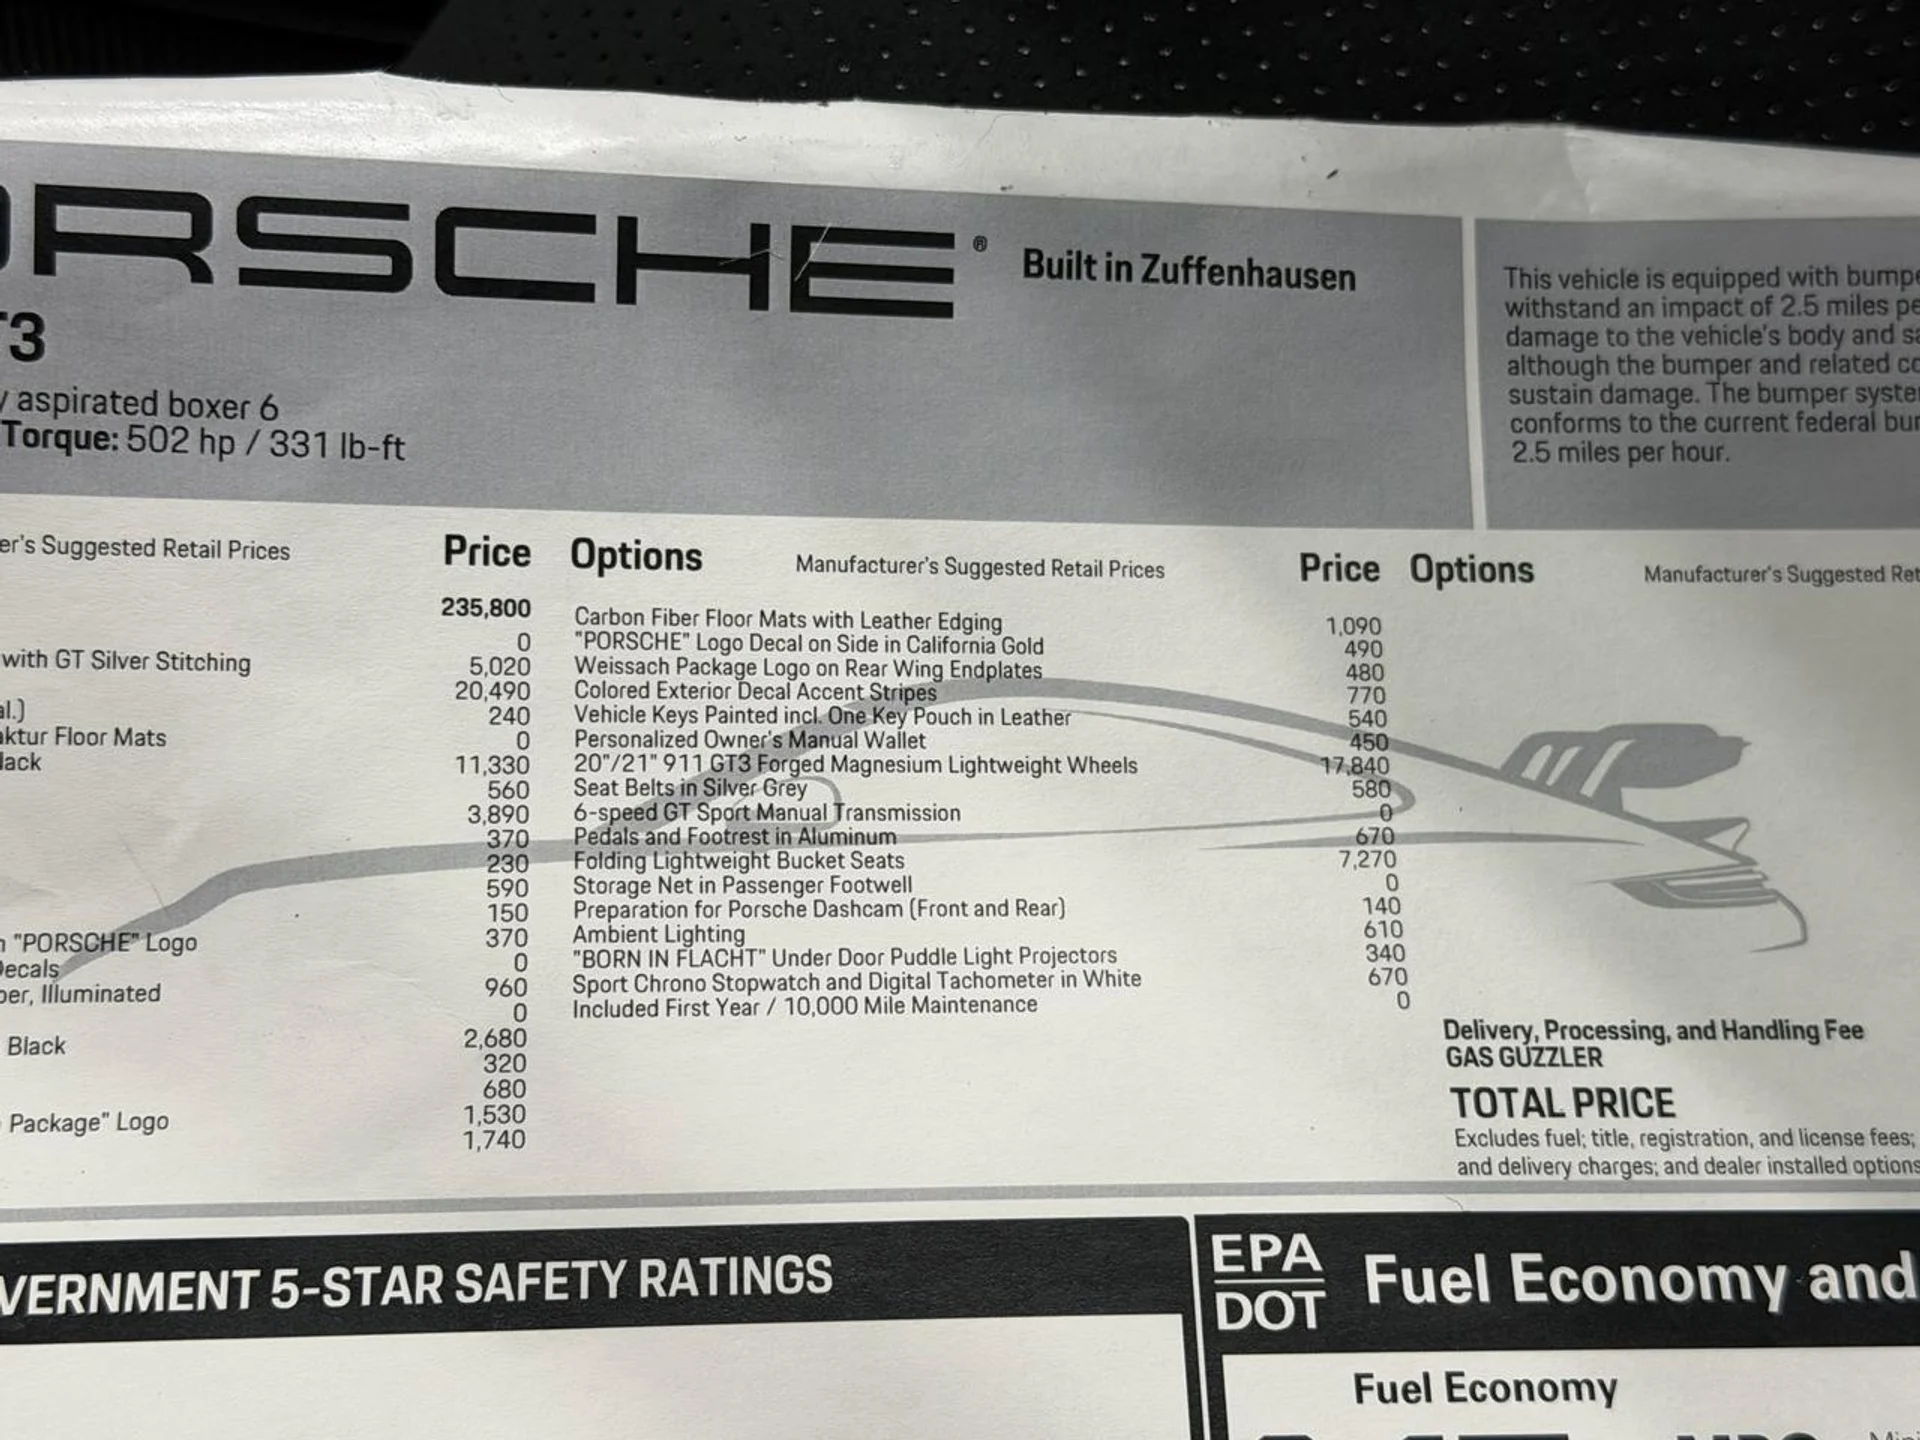 PORSCHE® Built in Zuffenhausen
T3
aspirated boxer 6
Torque: 502 hp / 331 lb-ft
This vehicle is equipped with bumpe
withstand an impact of 2.5 miles pe
damage to the vehicle's body and sa
although the bumper and related co
sustain damage. The bumper system
conforms to the current federal bum
2.5 miles per hour.
er's Suggested Retail Prices Price
235,800
0
with GT Silver Stitching 5,020
20,490
al.) 240
aktur Floor Mats 0
lack 11,330
560
3,890
370
230
590
150
"PORSCHE" Logo 370
Decals 0
per, Illuminated 960
0
Black 2,680
320
680
Package" Logo 1,530
1,740
Options Manufacturer's Suggested Retail Prices Price
Carbon Fiber Floor Mats with Leather Edging 1,090
"PORSCHE" Logo Decal on Side in California Gold 490
Weissach Package Logo on Rear Wing Endplates 480
Colored Exterior Decal Accent Stripes 770
Vehicle Keys Painted incl. One Key Pouch in Leather 540
Personalized Owner's Manual Wallet 450
20"/21" 911 GT3 Forged Magnesium Lightweight Wheels 17,840
Seat Belts in Silver Grey 580
6-speed GT Sport Manual Transmission 0
Pedals and Footrest in Aluminum 670
Folding Lightweight Bucket Seats 7,270
Storage Net in Passenger Footwell 0
Preparation for Porsche Dashcam (Front and Rear) 140
Ambient Lighting 610
"BORN IN FLACHT" Under Door Puddle Light Projectors 340
Sport Chrono Stopwatch and Digital Tachometer in White 670
Included First Year / 10,000 Mile Maintenance 0
Options Manufacturer's Suggested Ret
Delivery, Processing, and Handling Fee
GAS GUZZLER
TOTAL PRICE
Excludes fuel; title, registration, and license fees;
and delivery charges; and dealer installed options
VERNMENT 5-STAR SAFETY RATINGS
EPA
DOT
Fuel Economy and
Fuel Economy